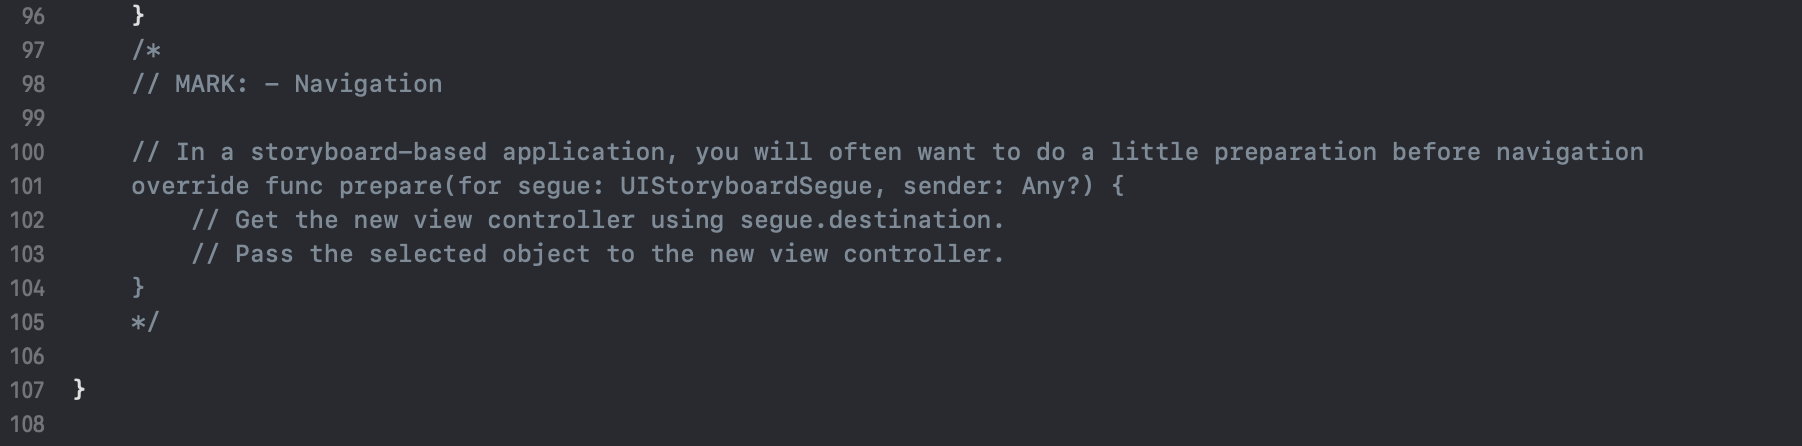 96 }
97 /*
98 // MARK: - Navigation
99
100 // In a storyboard-based application, you will often want to do a little preparation before navigation
101 override func prepare(for segue: UIStoryboardSegue, sender: Any?) {
102 // Get the new view controller using segue.destination.
103 // Pass the selected object to the new view controller.
104 }
105 */
106
107 }
108